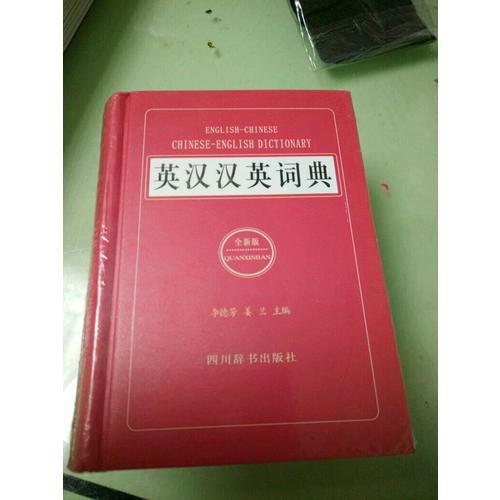 ENGLISH-CHINESE
CHINESE-ENGLISH DICTIONARY
英汉汉英词典
全新版
QUANXINBAN
李德芳 姜 兰 主编
四川辞书出版社